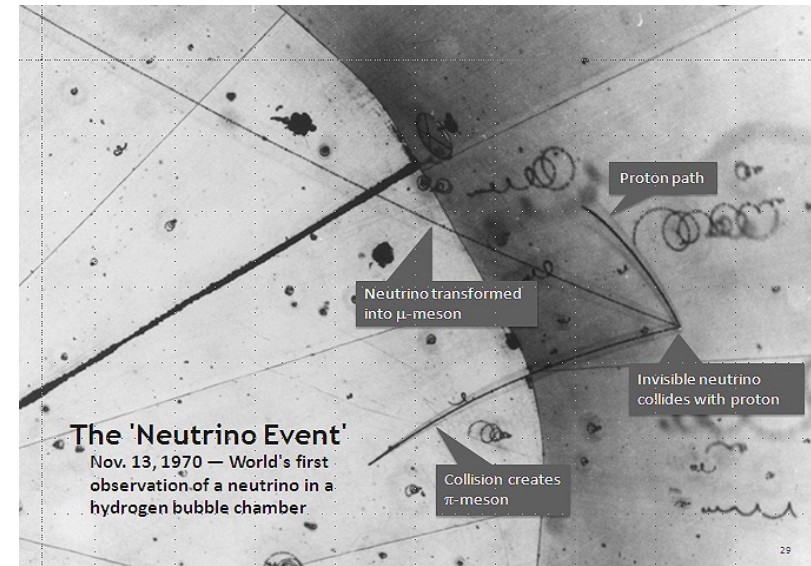 Proton path
Neutrino transformed
into μ-meson
Invisible neutrino
collides with proton
The 'Neutrino Event'
Nov. 13, 1970 — World's first
observation of a neutrino in a
hydrogen bubble chamber
Collision creates
π-meson
29